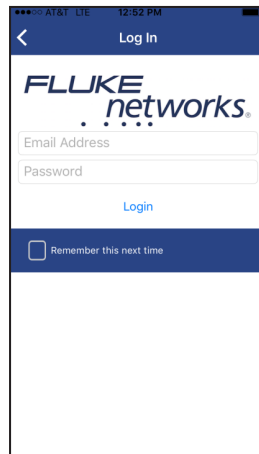 ●●●○○ AT&T LTE 12:52 PM
Log In
FLUKE
networks®
Email Address
Password
Login
Remember this next time